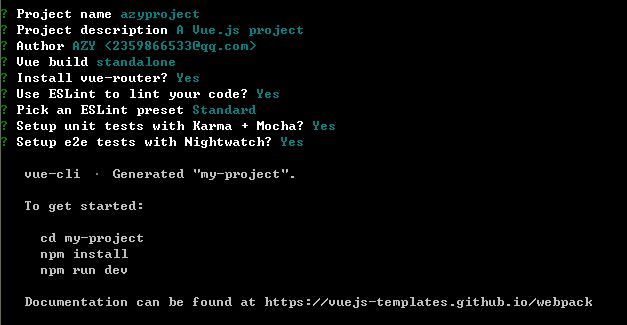 ? Project name azyproject
? Project description A Vue.js project
? Author AZY <2359866533@qq.com>
? Vue build standalone
? Install vue-router? Yes
? Use ESLint to lint your code? Yes
? Pick an ESLint preset Standard
? Setup unit tests with Karma + Mocha? Yes
? Setup e2e tests with Nightwatch? Yes
vue-cli · Generated "my-project".
To get started:
cd my-project
npm install
npm run dev
Documentation can be found at https://vuejs-templates.github.io/webpack